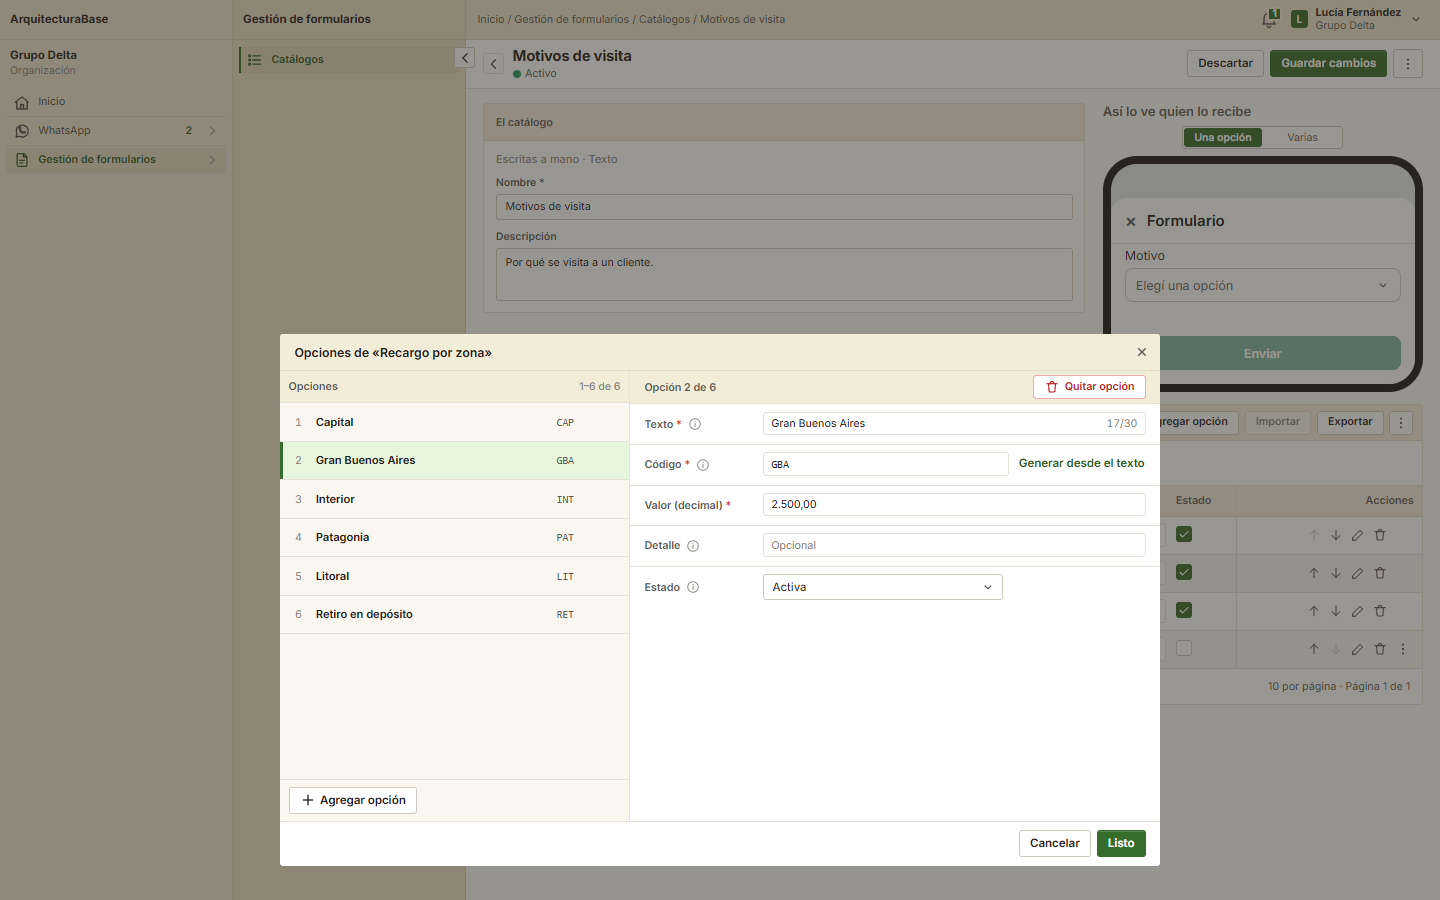 ArquitecturaBase
Grupo Delta
Organización
Inicio
WhatsApp 2
Gestión de formularios
Gestión de formularios
Catálogos
Inicio / Gestión de formularios / Catálogos / Motivos de visita
1
L
Lucía Fernández
Grupo Delta
Motivos de visita
Activo
Descartar
Guardar cambios
El catálogo
Escritas a mano · Texto
Nombre *
Motivos de visita
Descripción
Por qué se visita a un cliente.
Así lo ve quien lo recibe
Una opción
Varias
Formulario
Motivo
Elegí una opción
Enviar
gregar opción
Importar
Exportar
Estado
Acciones
10 por página · Página 1 de 1
Opciones de «Recargo por zona»
Opciones 1–6 de 6
1 Capital CAP
2 Gran Buenos Aires GBA
3 Interior INT
4 Patagonia PAT
5 Litoral LIT
6 Retiro en depósito RET
Agregar opción
Opción 2 de 6
Quitar opción
Texto * Gran Buenos Aires 17/30
Código * GBA Generar desde el texto
Valor (decimal) * 2.500,00
Detalle Opcional
Estado Activa
Cancelar
Listo